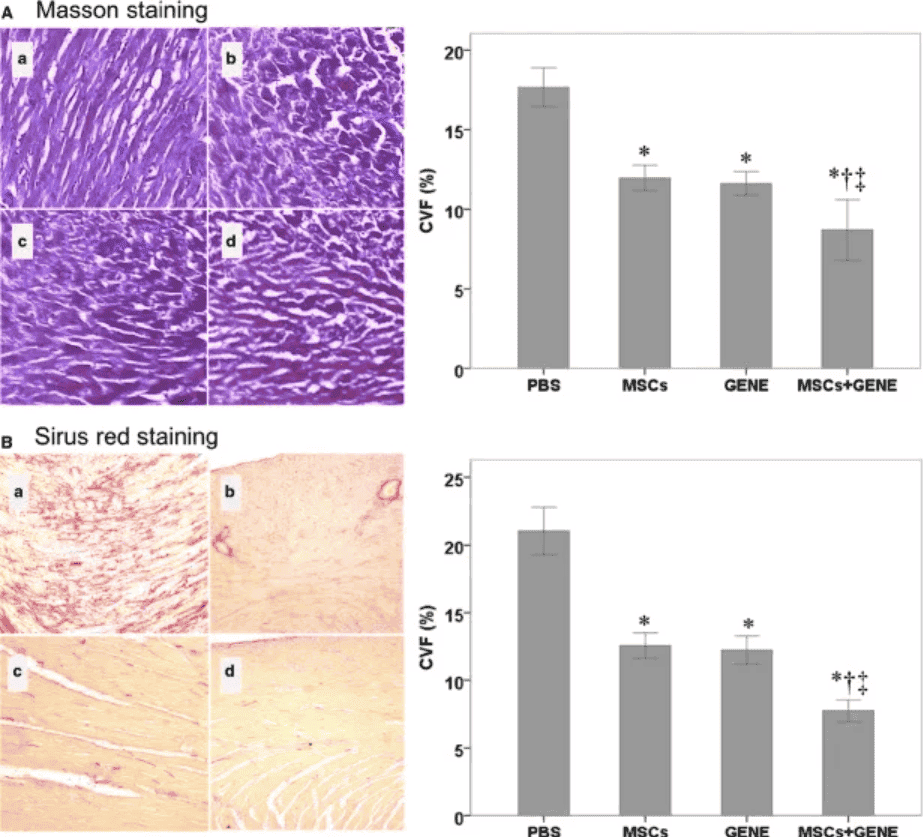 A Masson staining
a
b
c
d
CVF (%)
20
15
10
5
0
*
*
*†‡
PBS MSCs GENE MSCs+GENE
B Sirus red staining
a
b
c
d
CVF (%)
25
20
15
10
5
0
*
*
*†‡
PBS MSCs GENE MSCs+GENE